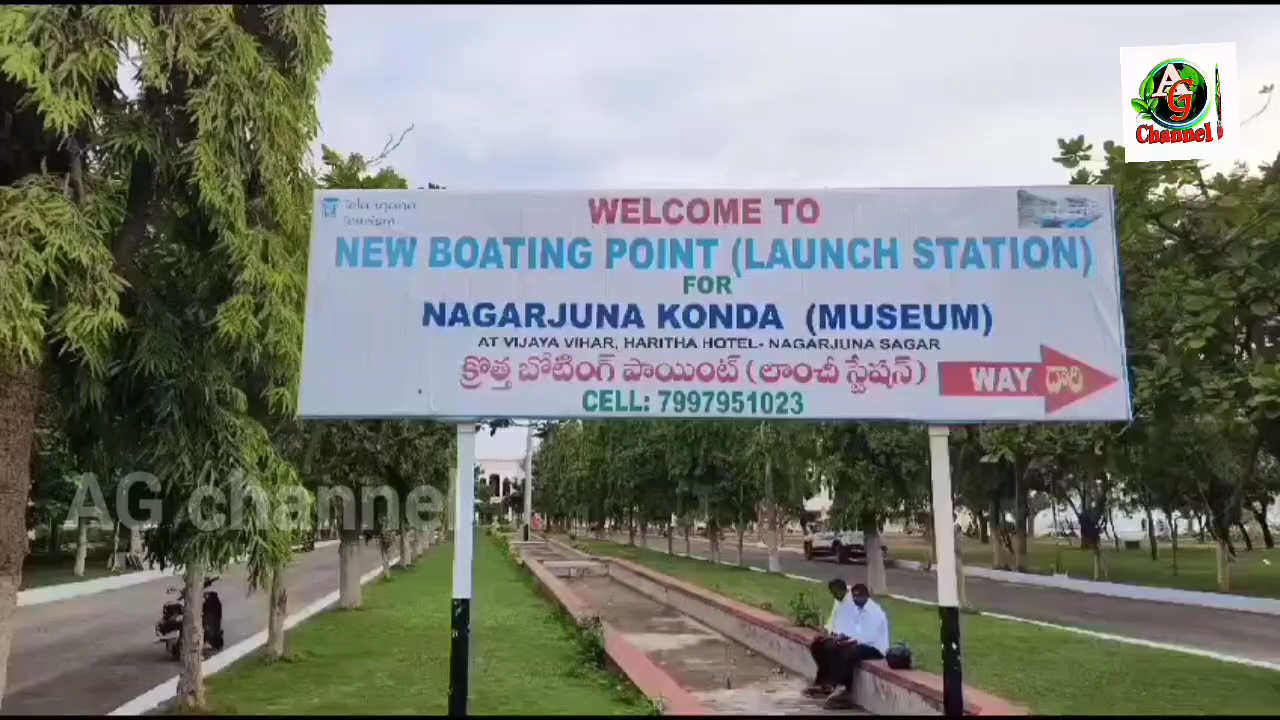 AG
Channel
Telangana
Tourism
WELCOME TO
NEW BOATING POINT (LAUNCH STATION)
FOR
NAGARJUNA KONDA (MUSEUM)
AT VIJAYA VIHAR, HARITHA HOTEL- NAGARJUNA SAGAR
క్రొత్త బోటింగ్ పాయింట్ (లాంచీ స్టేషన్)
WAY దారి
CELL: 7997951023
AG channel